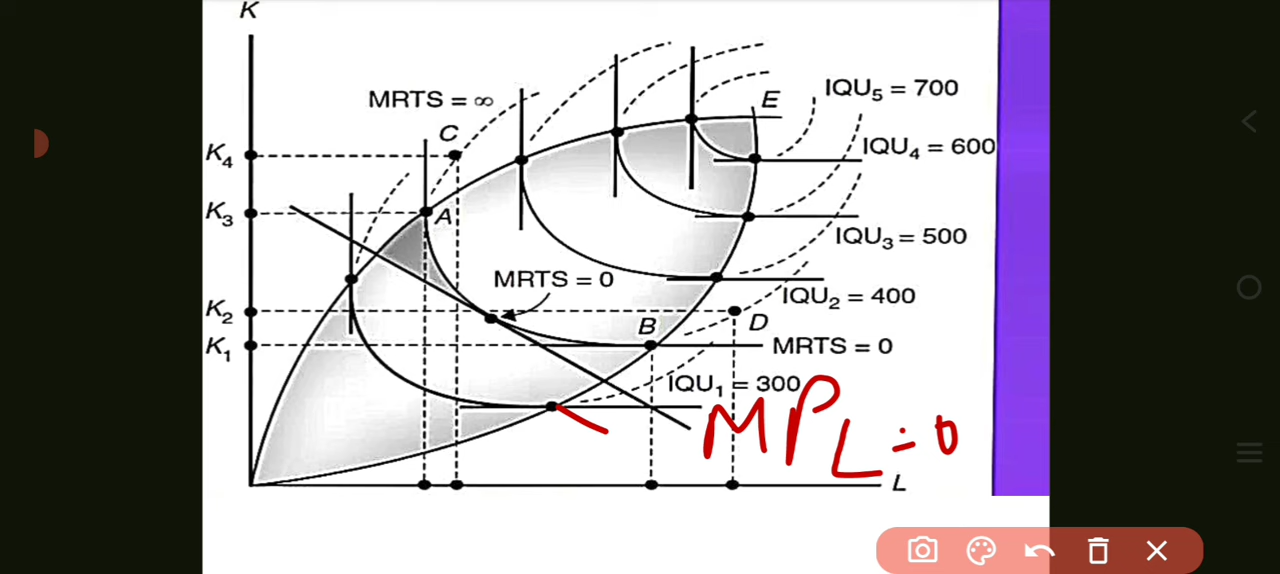 K
MRTS = ∞
E
IQU₅ = 700
C
K₄
IQU₄ = 600
K₃
A
IQU₃ = 500
MRTS = 0
IQU₂ = 400
K₂
B
D
K₁
MRTS = 0
IQU₁ = 300
MPL = 0
L